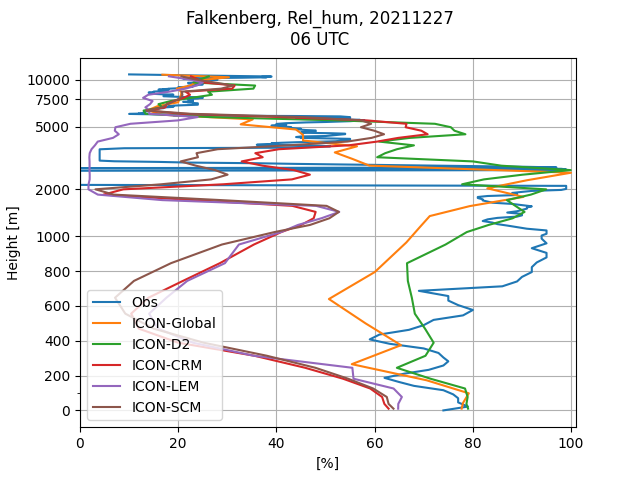 Falkenberg, Rel_hum, 20211227
06 UTC
10000
7500
5000
2000
1000
800
600
400
200
0
Height [m]
Obs
ICON-Global
ICON-D2
ICON-CRM
ICON-LEM
ICON-SCM
0 20 40 60 80 100
[%]